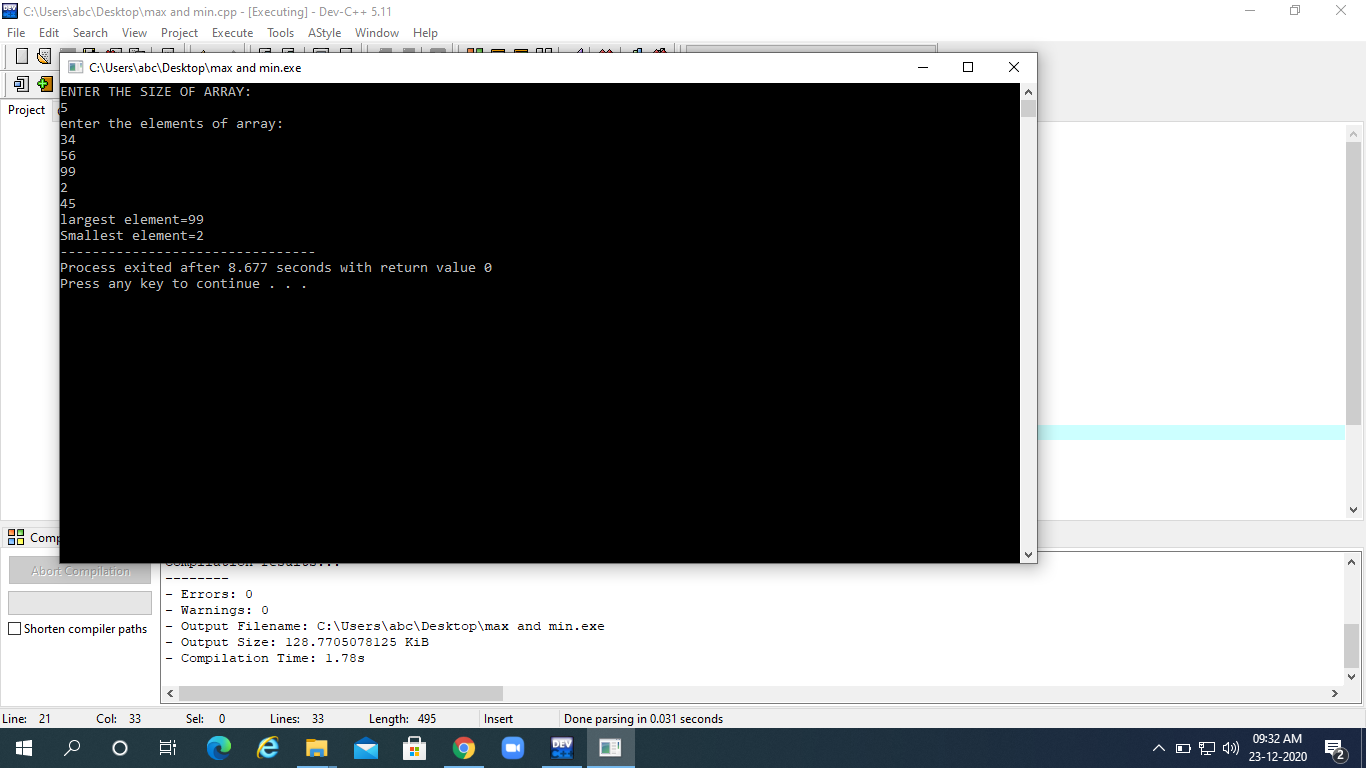 C:\Users\abc\Desktop\max and min.cpp - [Executing] - Dev-C++ 5.11
File Edit Search View Project Execute Tools AStyle Window Help
C:\Users\abc\Desktop\max and min.exe
Project
ENTER THE SIZE OF ARRAY:
5
enter the elements of array:
34
56
99
2
45
largest element=99
Smallest element=2
--------------------------------
Process exited after 8.677 seconds with return value 0
Press any key to continue . . .
Abort Compilation
Shorten compiler paths
Compilation results...
--------
- Errors: 0
- Warnings: 0
- Output Filename: C:\Users\abc\Desktop\max and min.exe
- Output Size: 128.7705078125 KiB
- Compilation Time: 1.78s
Line: 21 Col: 33 Sel: 0 Lines: 33 Length: 495 Insert Done parsing in 0.031 seconds
DEV
09:32 AM
23-12-2020
2